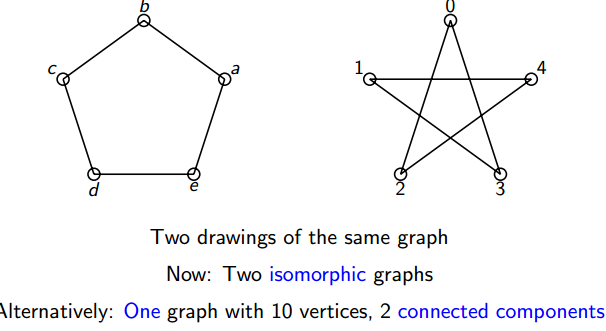 b
0
c
a
1
4
d
e
2
3
Two drawings of the same graph
Now: Two isomorphic graphs
Alternatively: One graph with 10 vertices, 2 connected components